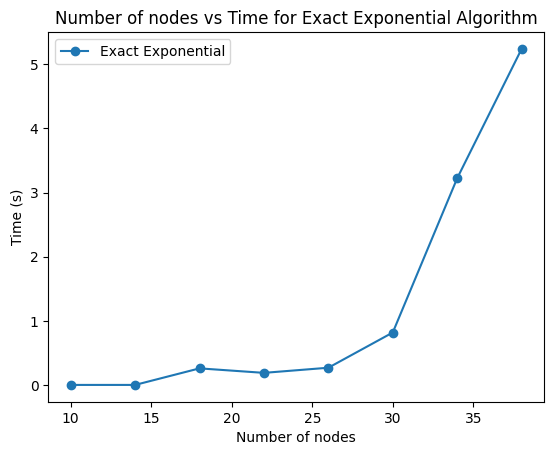 Number of nodes vs Time for Exact Exponential Algorithm
Exact Exponential
5
4
3
2
1
0
Time (s)
10 15 20 25 30 35
Number of nodes